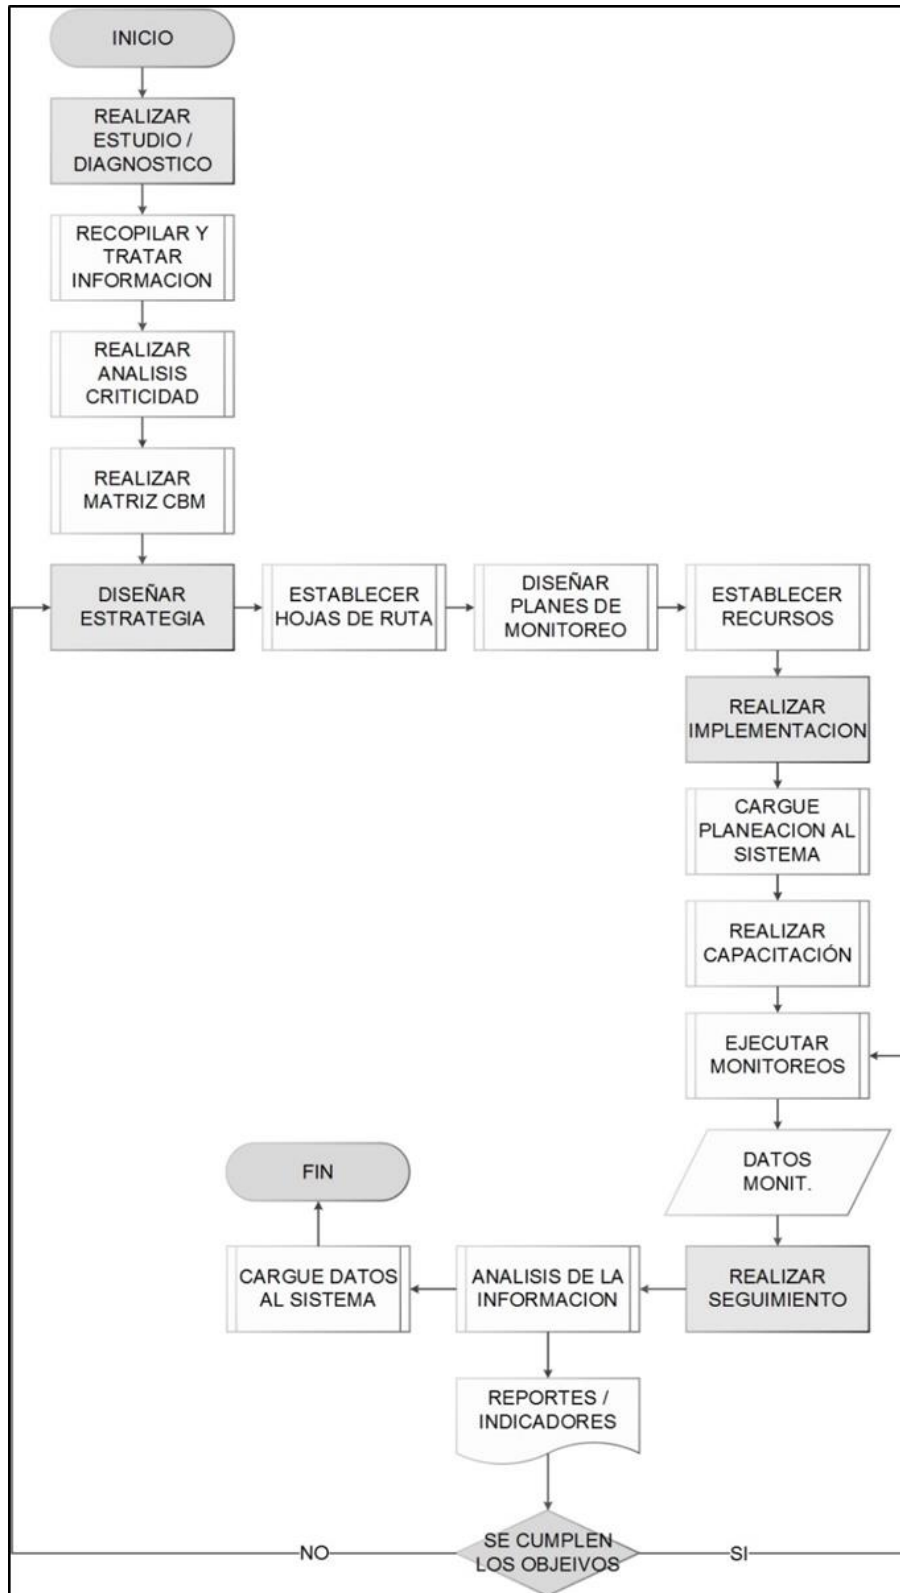 INICIO
REALIZAR
ESTUDIO /
DIAGNOSTICO
RECOPILAR Y
TRATAR
INFORMACION
REALIZAR
ANALISIS
CRITICIDAD
REALIZAR
MATRIZ CBM
DISEÑAR
ESTRATEGIA
ESTABLECER
HOJAS DE RUTA
DISEÑAR
PLANES DE
MONITOREO
ESTABLECER
RECURSOS
REALIZAR
IMPLEMENTACION
CARGUE
PLANEACION AL
SISTEMA
REALIZAR
CAPACITACIÓN
EJECUTAR
MONITOREOS
DATOS
MONIT.
REALIZAR
SEGUIMIENTO
ANALISIS DE LA
INFORMACION
CARGUE DATOS
AL SISTEMA
FIN
REPORTES /
INDICADORES
SE CUMPLEN
LOS OBJEIVOS
NO
SI